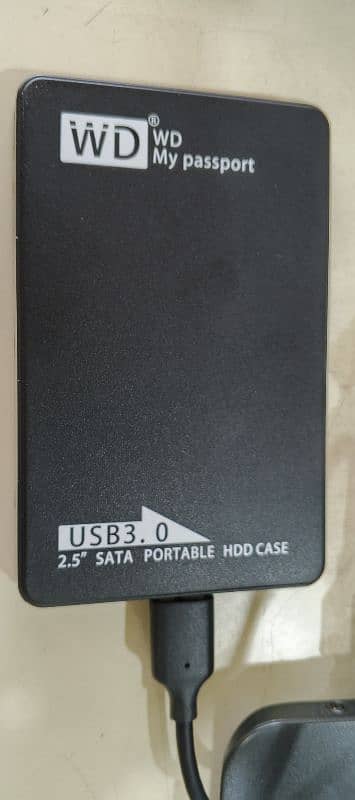 WD®
WD
My passport
USB3. 0
2.5" SATA PORTABLE HDD CASE